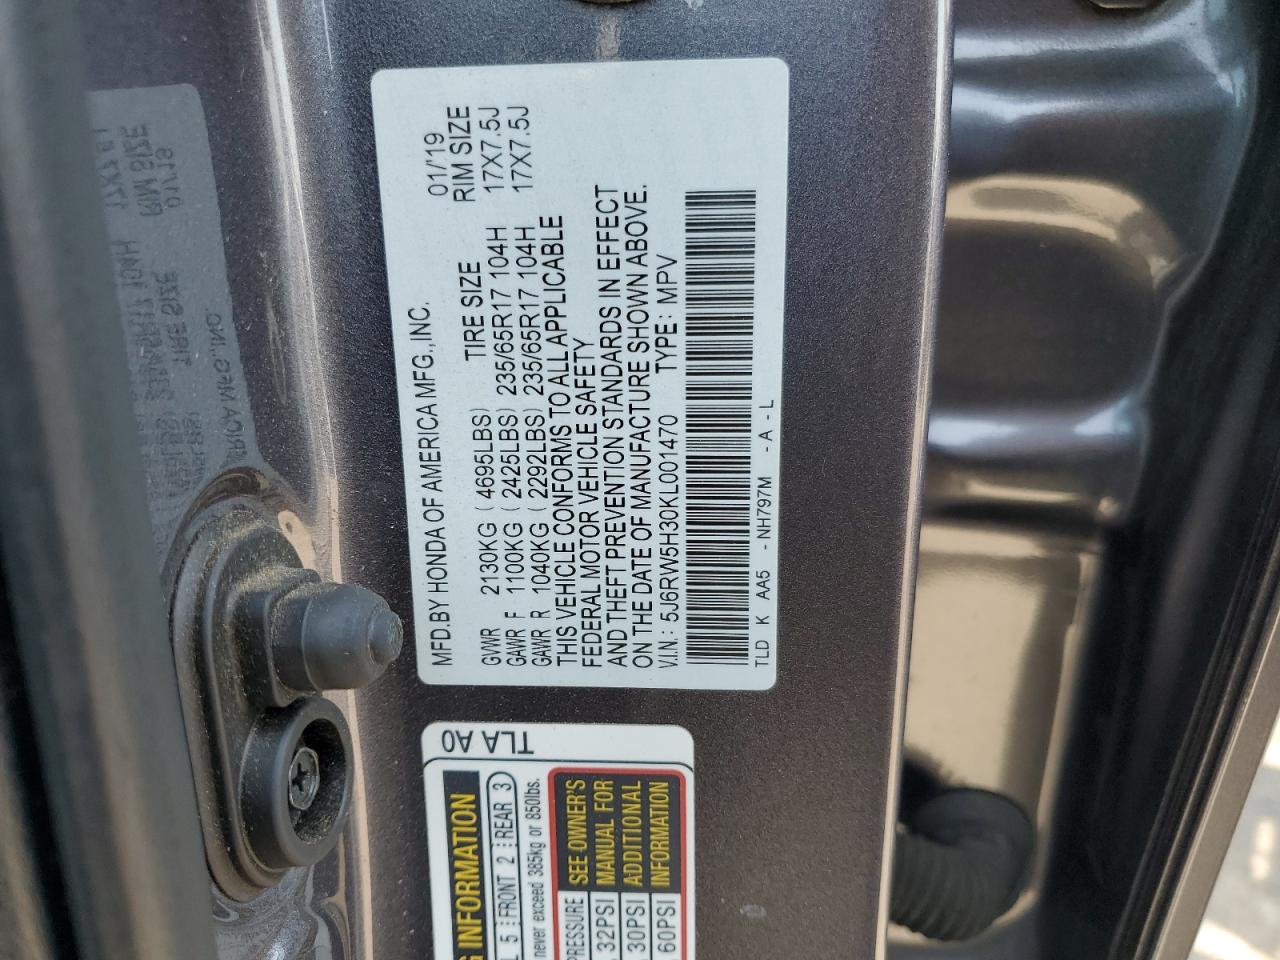 MFD.BY HONDA OF AMERICA MFG.,INC. 01/'19
TIRE SIZE RIM SIZE
GVWR 2130KG ( 4695LBS)
GAWR F 1100KG ( 2425LBS) 235/65R17 104H 17X7.5J
GAWR R 1040KG ( 2292LBS) 235/65R17 104H 17X7.5J
THIS VEHICLE CONFORMS TO ALL APPLICABLE
FEDERAL MOTOR VEHICLE SAFETY
AND THEFT PREVENTION STANDARDS IN EFFECT
ON THE DATE OF MANUFACTURE SHOWN ABOVE.
V.I.N.: 5J6RW5H30KL001470 TYPE: MPV
TLD K AA5 - NH797M - A - L
TLA A0
INFORMATION
5 FRONT 2 REAR 3
never exceed 385kg or 850lbs.
PRESSURE
32PSI
30PSI
60PSI
SEE OWNER'S
MANUAL FOR
ADDITIONAL
INFORMATION